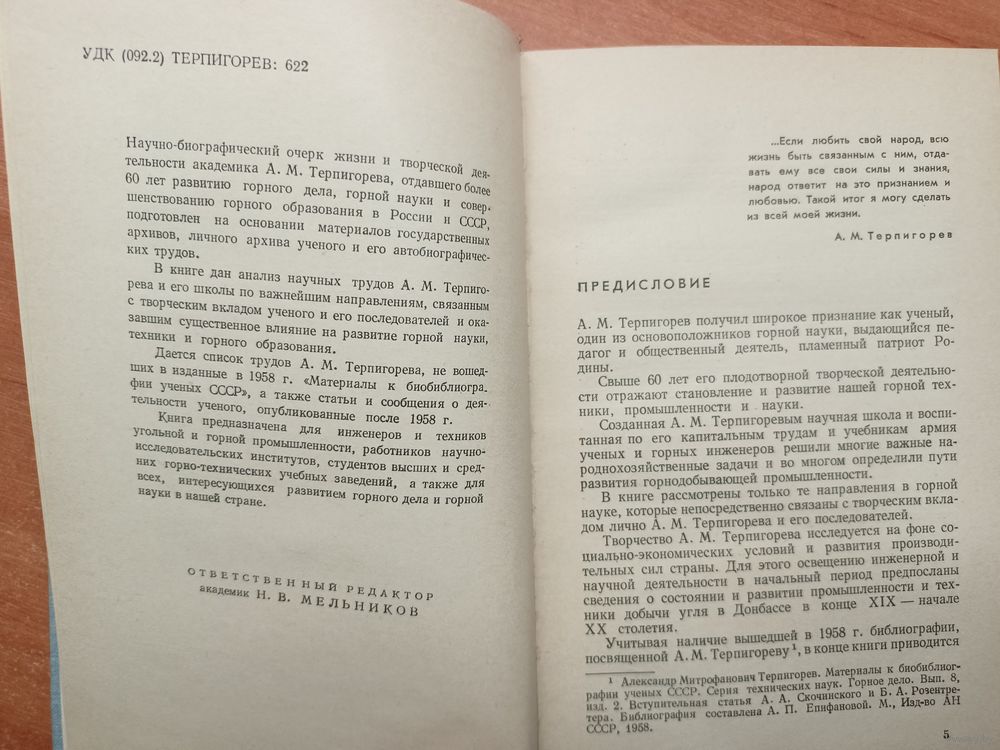 УДК (092.2) ТЕРПИГОРЕВ: 622
Научно-биографический очерк жизни и творческой дея-
тельности академика А. М. Терпигорева, отдавшего более
60 лет развитию горного дела, горной науки и совер-
шенствованию горного образования в России и СССР,
подготовлен на основании материалов государственных
архивов, личного архива ученого и его автобиографичес-
ких трудов.
В книге дан анализ научных трудов А. М. Терпиго-
рева и его школы по важнейшим направлениям, связанным
с творческим вкладом ученого и его последователей и ока-
завшим существенное влияние на развитие горной науки,
техники и горного образования.
Дается список трудов А. М. Терпигорева, не вошед-
ших в изданные в 1958 г. «Материалы к биобиблиогра-
фии ученых СССР», а также статьи и сообщения о дея-
тельности ученого, опубликованные после 1958 г.
Книга предназначена для инженеров и техников
угольной и горной промышленности, работников научно-
исследовательских институтов, студентов высших и сред-
них горно-технических учебных заведений, а также для
всех, интересующихся развитием горного дела и горной
науки в нашей стране.
ОТВЕТСТВЕННЫЙ РЕДАКТОР
академик Н. В. МЕЛЬНИКОВ
...Если любить свой народ, всю
жизнь быть связанным с ним, отда-
вать ему все свои силы и знания,
народ ответит на это признанием и
любовью. Такой итог я могу сделать
из всей моей жизни.
А. М. Терпигорев
ПРЕДИСЛОВИЕ
А. М. Терпигорев получил широкое признание как ученый,
один из основоположников горной науки, выдающийся пе-
дагог и общественный деятель, пламенный патриот Ро-
дины.
Свыше 60 лет его плодотворной творческой деятельно-
сти отражают становление и развитие нашей горной тех-
ники, промышленности и науки.
Созданная А. М. Терпигоревым научная школа и воспи-
танная по его капитальным трудам и учебникам армия
ученых и горных инженеров решили многие важные на-
роднохозяйственные задачи и во многом определили пути
развития горнодобывающей промышленности.
В книге рассмотрены только те направления в горной
науке, которые непосредственно связаны с творческим вкла-
дом лично А. М. Терпигорева и его последователей.
Творчество А. М. Терпигорева исследуется на фоне со-
циально-экономических условий и развития производи-
тельных сил страны. Для этого освещению инженерной и
научной деятельности в начальный период предпосланы
сведения о состоянии и развитии промышленности и тех-
ники добычи угля в Донбассе в конце XIX — начале
XX столетия.
Учитывая наличие вышедшей в 1958 г. библиографии,
посвященной А. М. Терпигореву ¹, в конце книги приводится
¹ Александр Митрофанович Терпигорев. Материалы к биобиблиог-
рафии ученых СССР. Серия технических наук. Горное дело. Вып. 8,
изд. 2. Вступительная статья А. А. Скочинского и Б. А. Розентре-
тера. Библиография составлена А. П. Епифановой. М., Изд-во АН
СССР, 1958.
5